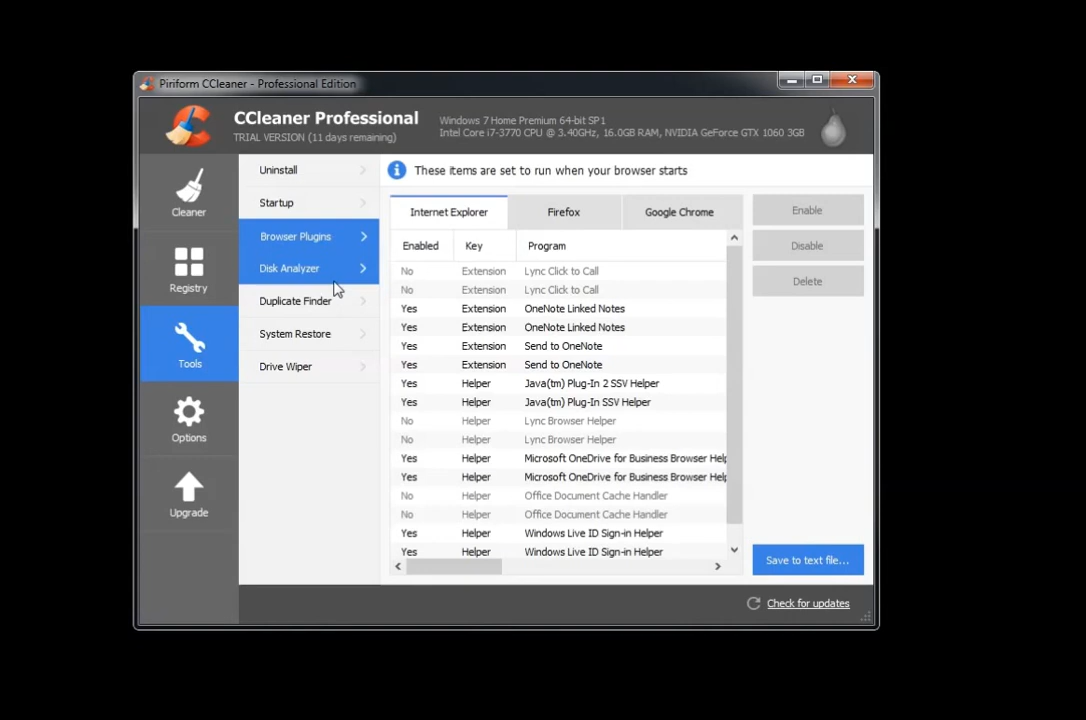 Piriform CCleaner - Professional Edition
CCleaner Professional
TRIAL VERSION (11 days remaining)
Windows 7 Home Premium 64-bit SP1
Intel Core i7-3770 CPU @ 3.40GHz, 16.0GB RAM, NVIDIA GeForce GTX 1060 3GB
Cleaner
Registry
Tools
Options
Upgrade
Uninstall
Startup
Browser Plugins
Disk Analyzer
Duplicate Finder
System Restore
Drive Wiper
These items are set to run when your browser starts
Internet Explorer Firefox Google Chrome
Enabled Key Program
No Extension Lync Click to Call
No Extension Lync Click to Call
Yes Extension OneNote Linked Notes
Yes Extension OneNote Linked Notes
Yes Extension Send to OneNote
Yes Extension Send to OneNote
Yes Helper Java(tm) Plug-In 2 SSV Helper
Yes Helper Java(tm) Plug-In SSV Helper
No Helper Lync Browser Helper
No Helper Lync Browser Helper
Yes Helper Microsoft OneDrive for Business Browser Help
Yes Helper Microsoft OneDrive for Business Browser Help
No Helper Office Document Cache Handler
No Helper Office Document Cache Handler
Yes Helper Windows Live ID Sign-in Helper
Yes Helper Windows Live ID Sign-in Helper
Enable
Disable
Delete
Save to text file...
Check for updates